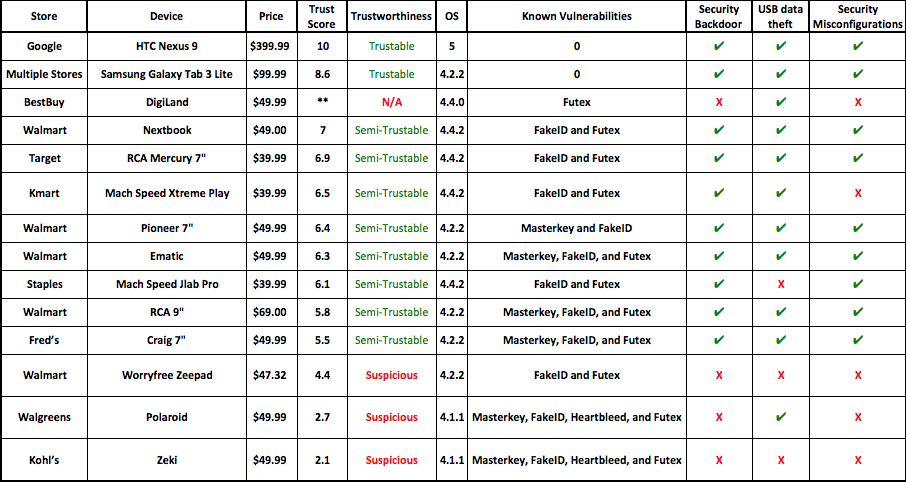 Store Device Price Trust Score Trustworthiness OS Known Vulnerabilities Security Backdoor USB data theft Security Misconfigurations
Google HTC Nexus 9 $399.99 10 Trustable 5 0 ✔ ✔ ✔
Multiple Stores Samsung Galaxy Tab 3 Lite $99.99 8.6 Trustable 4.2.2 0 ✔ ✔ ✔
BestBuy DigiLand $49.99 ** N/A 4.4.0 Futex X ✔ X
Walmart Nextbook $49.00 7 Semi-Trustable 4.4.2 FakeID and Futex ✔ ✔ ✔
Target RCA Mercury 7" $39.99 6.9 Semi-Trustable 4.4.2 FakeID and Futex ✔ ✔ ✔
Kmart Mach Speed Xtreme Play $39.99 6.5 Semi-Trustable 4.4.2 FakeID and Futex ✔ ✔ X
Walmart Pioneer 7" $49.99 6.4 Semi-Trustable 4.2.2 Masterkey and FakeID ✔ ✔ ✔
Walmart Ematic $49.99 6.3 Semi-Trustable 4.2.2 Masterkey, FakeID, and Futex ✔ ✔ ✔
Staples Mach Speed Jlab Pro $39.99 6.1 Semi-Trustable 4.4.2 FakeID and Futex ✔ X ✔
Walmart RCA 9" $69.00 5.8 Semi-Trustable 4.2.2 Masterkey, FakeID, and Futex ✔ ✔ ✔
Fred's Craig 7" $49.99 5.5 Semi-Trustable 4.2.2 Masterkey, FakeID, and Futex ✔ ✔ ✔
Walmart Worryfree Zeepad $47.32 4.4 Suspicious 4.2.2 FakeID and Futex X X X
Walgreens Polaroid $49.99 2.7 Suspicious 4.1.1 Masterkey, FakeID, Heartbleed, and Futex X ✔ X
Kohl's Zeki $49.99 2.1 Suspicious 4.1.1 Masterkey, FakeID, Heartbleed, and Futex X X X